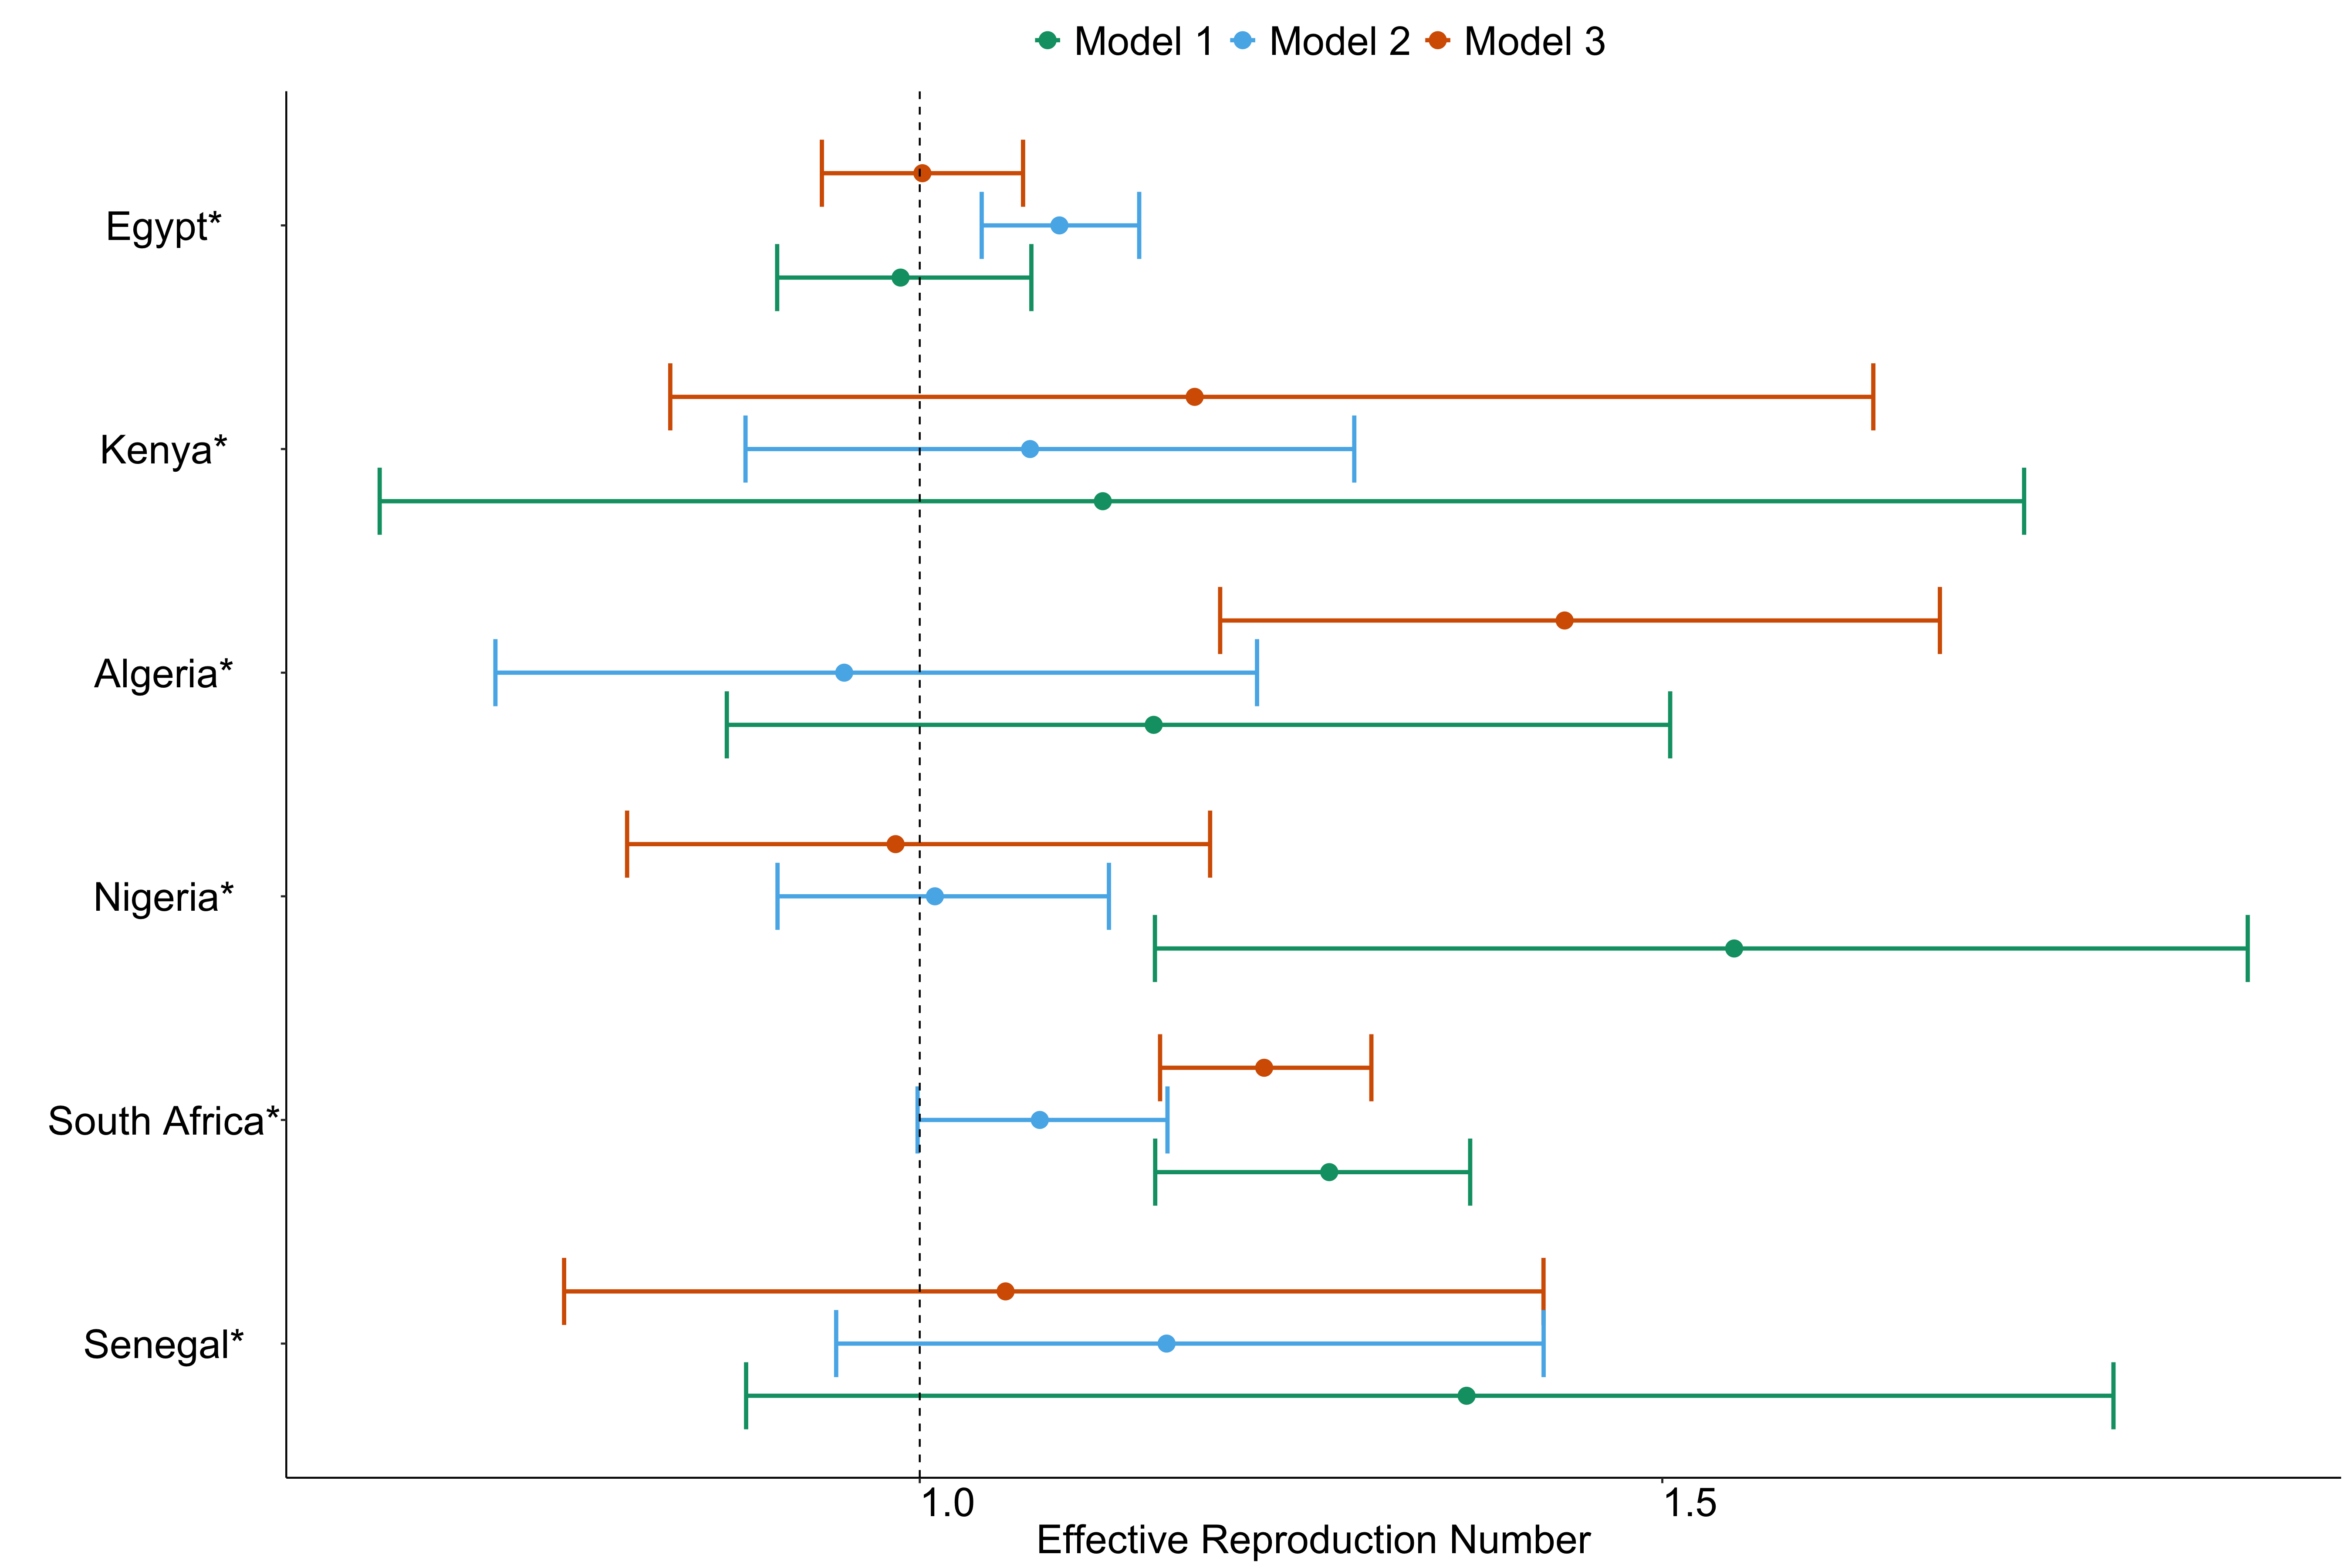 Model 1 Model 2 Model 3
Egypt*
Kenya*
Algeria*
Nigeria*
South Africa*
Senegal*
1.0 1.5
Effective Reproduction Number